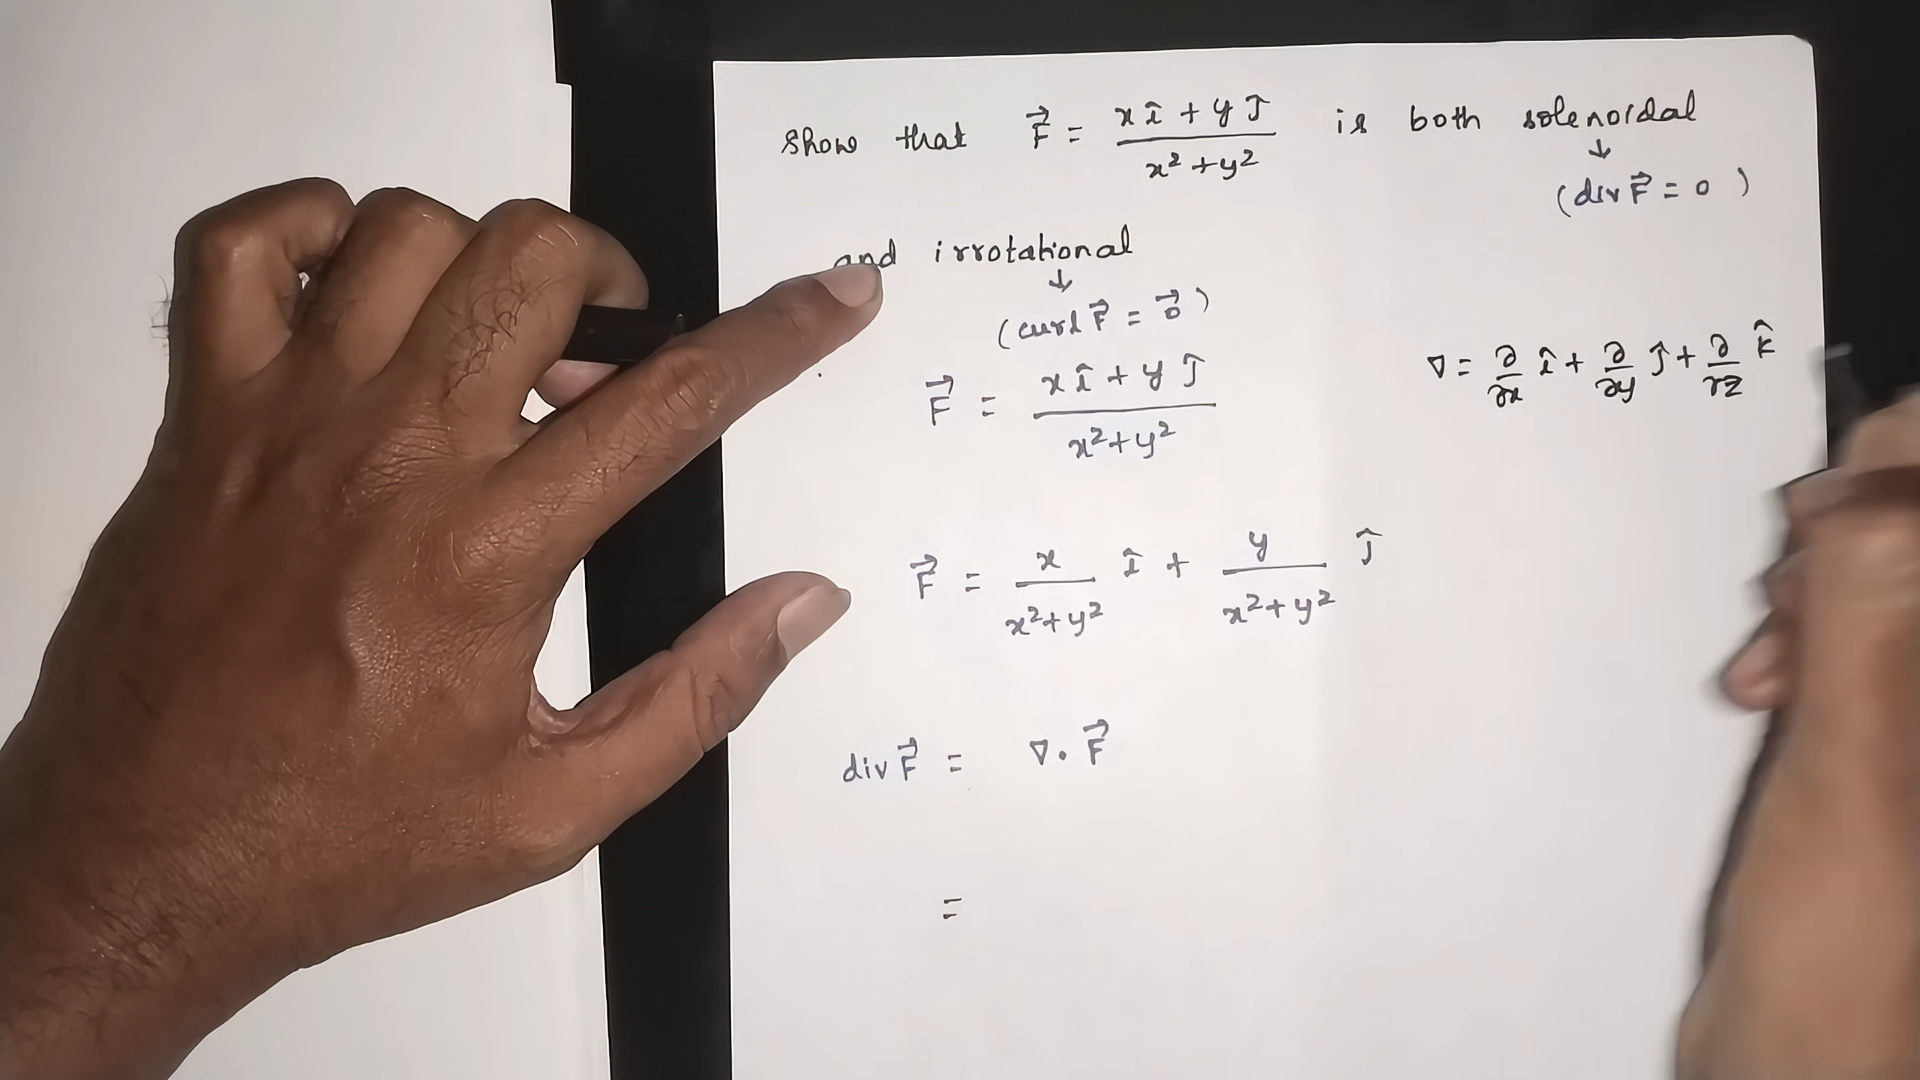 Show that F⃗ = (x î + y ĵ) / (x² + y²) is both solenoidal
↓
(div F⃗ = 0 )
and irrotational
↓
(curl F⃗ = 0⃗ )
F⃗ = (x î + y ĵ) / (x² + y²)
∇ = ∂/∂x î + ∂/∂y ĵ + ∂/∂z k̂
F⃗ = x / (x² + y²) î + y / (x² + y²) ĵ
div F⃗ = ∇ · F⃗
=